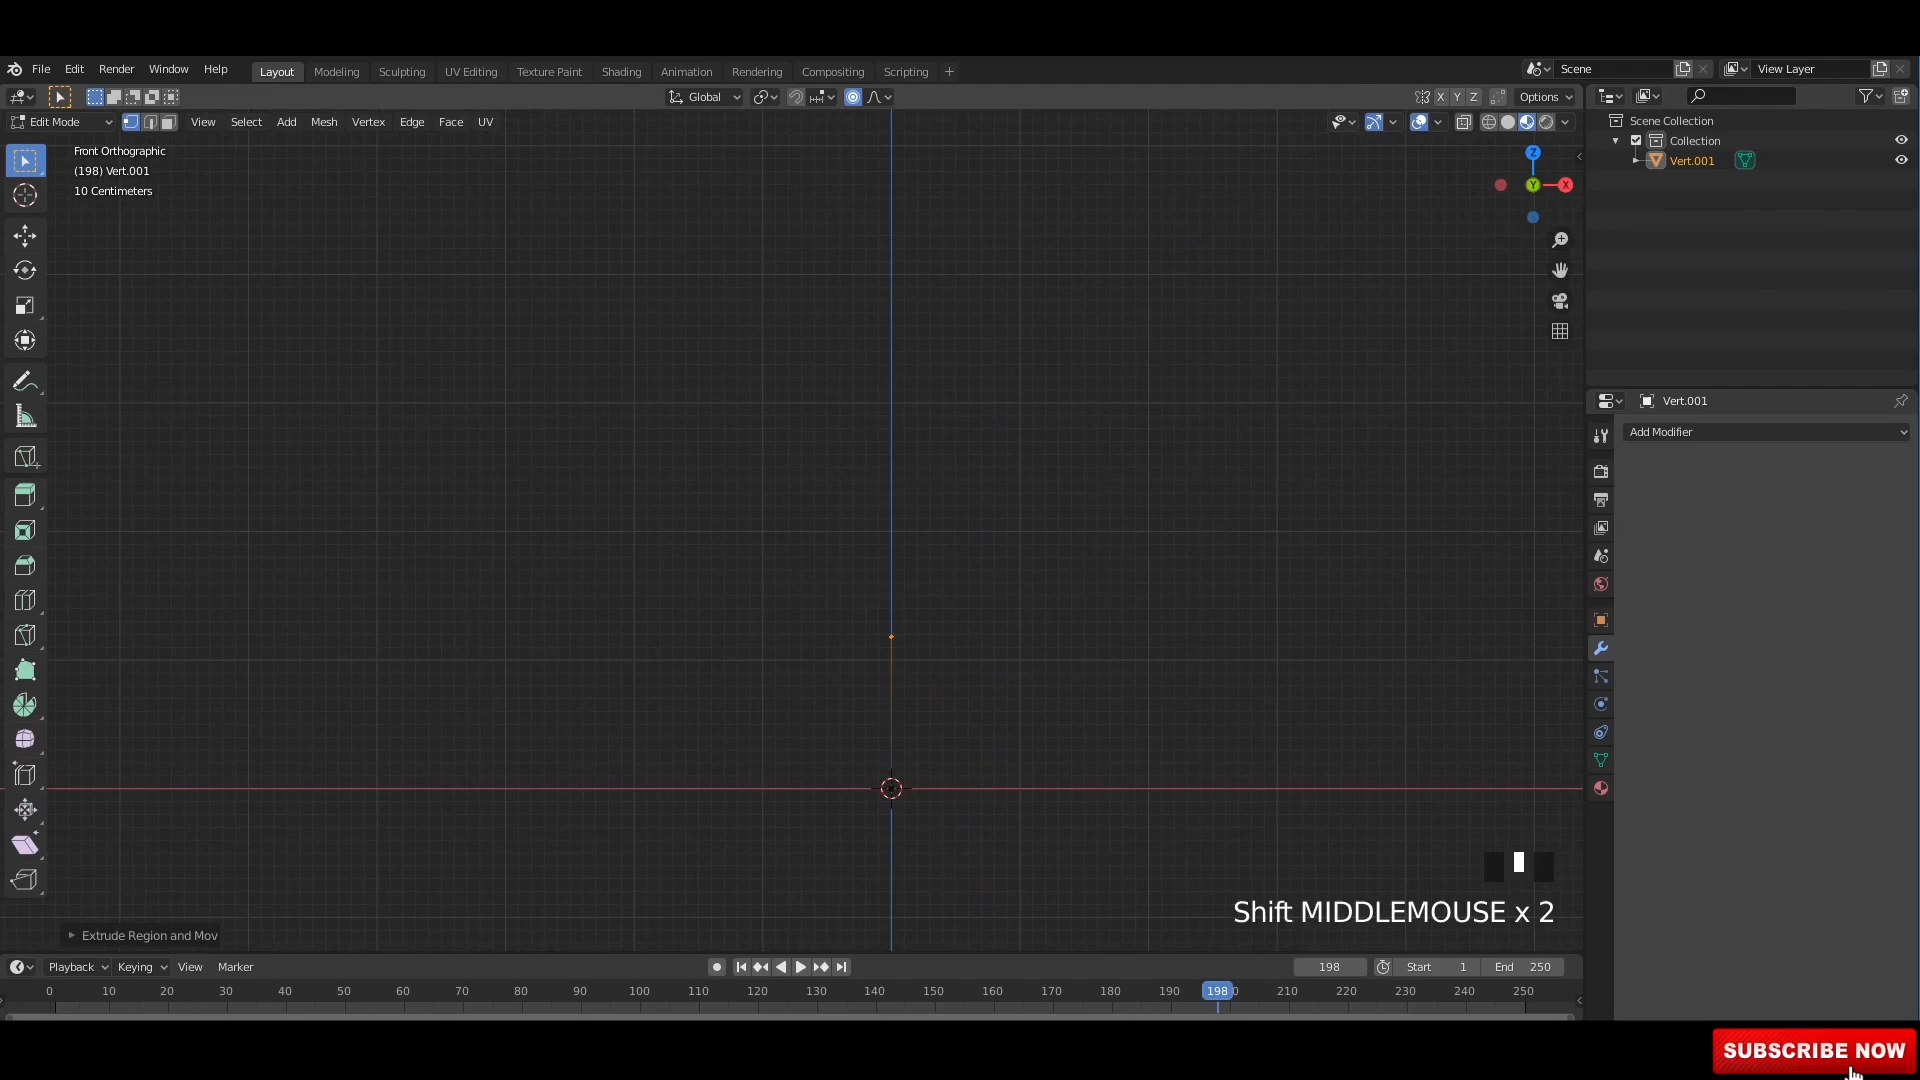 File Edit Render Window Help Layout Modeling Sculpting UV Editing Texture Paint Shading Animation Rendering Compositing Scripting + Scene View Layer
Global X Y Z Options
Edit Mode View Select Add Mesh Vertex Edge Face UV
Scene Collection
Collection
Vert.001
Front Orthographic
(198) Vert.001
10 Centimeters
Z
Y X
Vert.001
Add Modifier
Shift MIDDLEMOUSE x 2
Extrude Region and Mov
Playback Keying View Marker 198 Start 1 End 250
0 10 20 30 40 50 60 70 80 90 100 110 120 130 140 150 160 170 180 190 198 0 210 220 230 240 250
SUBSCRIBE NOW